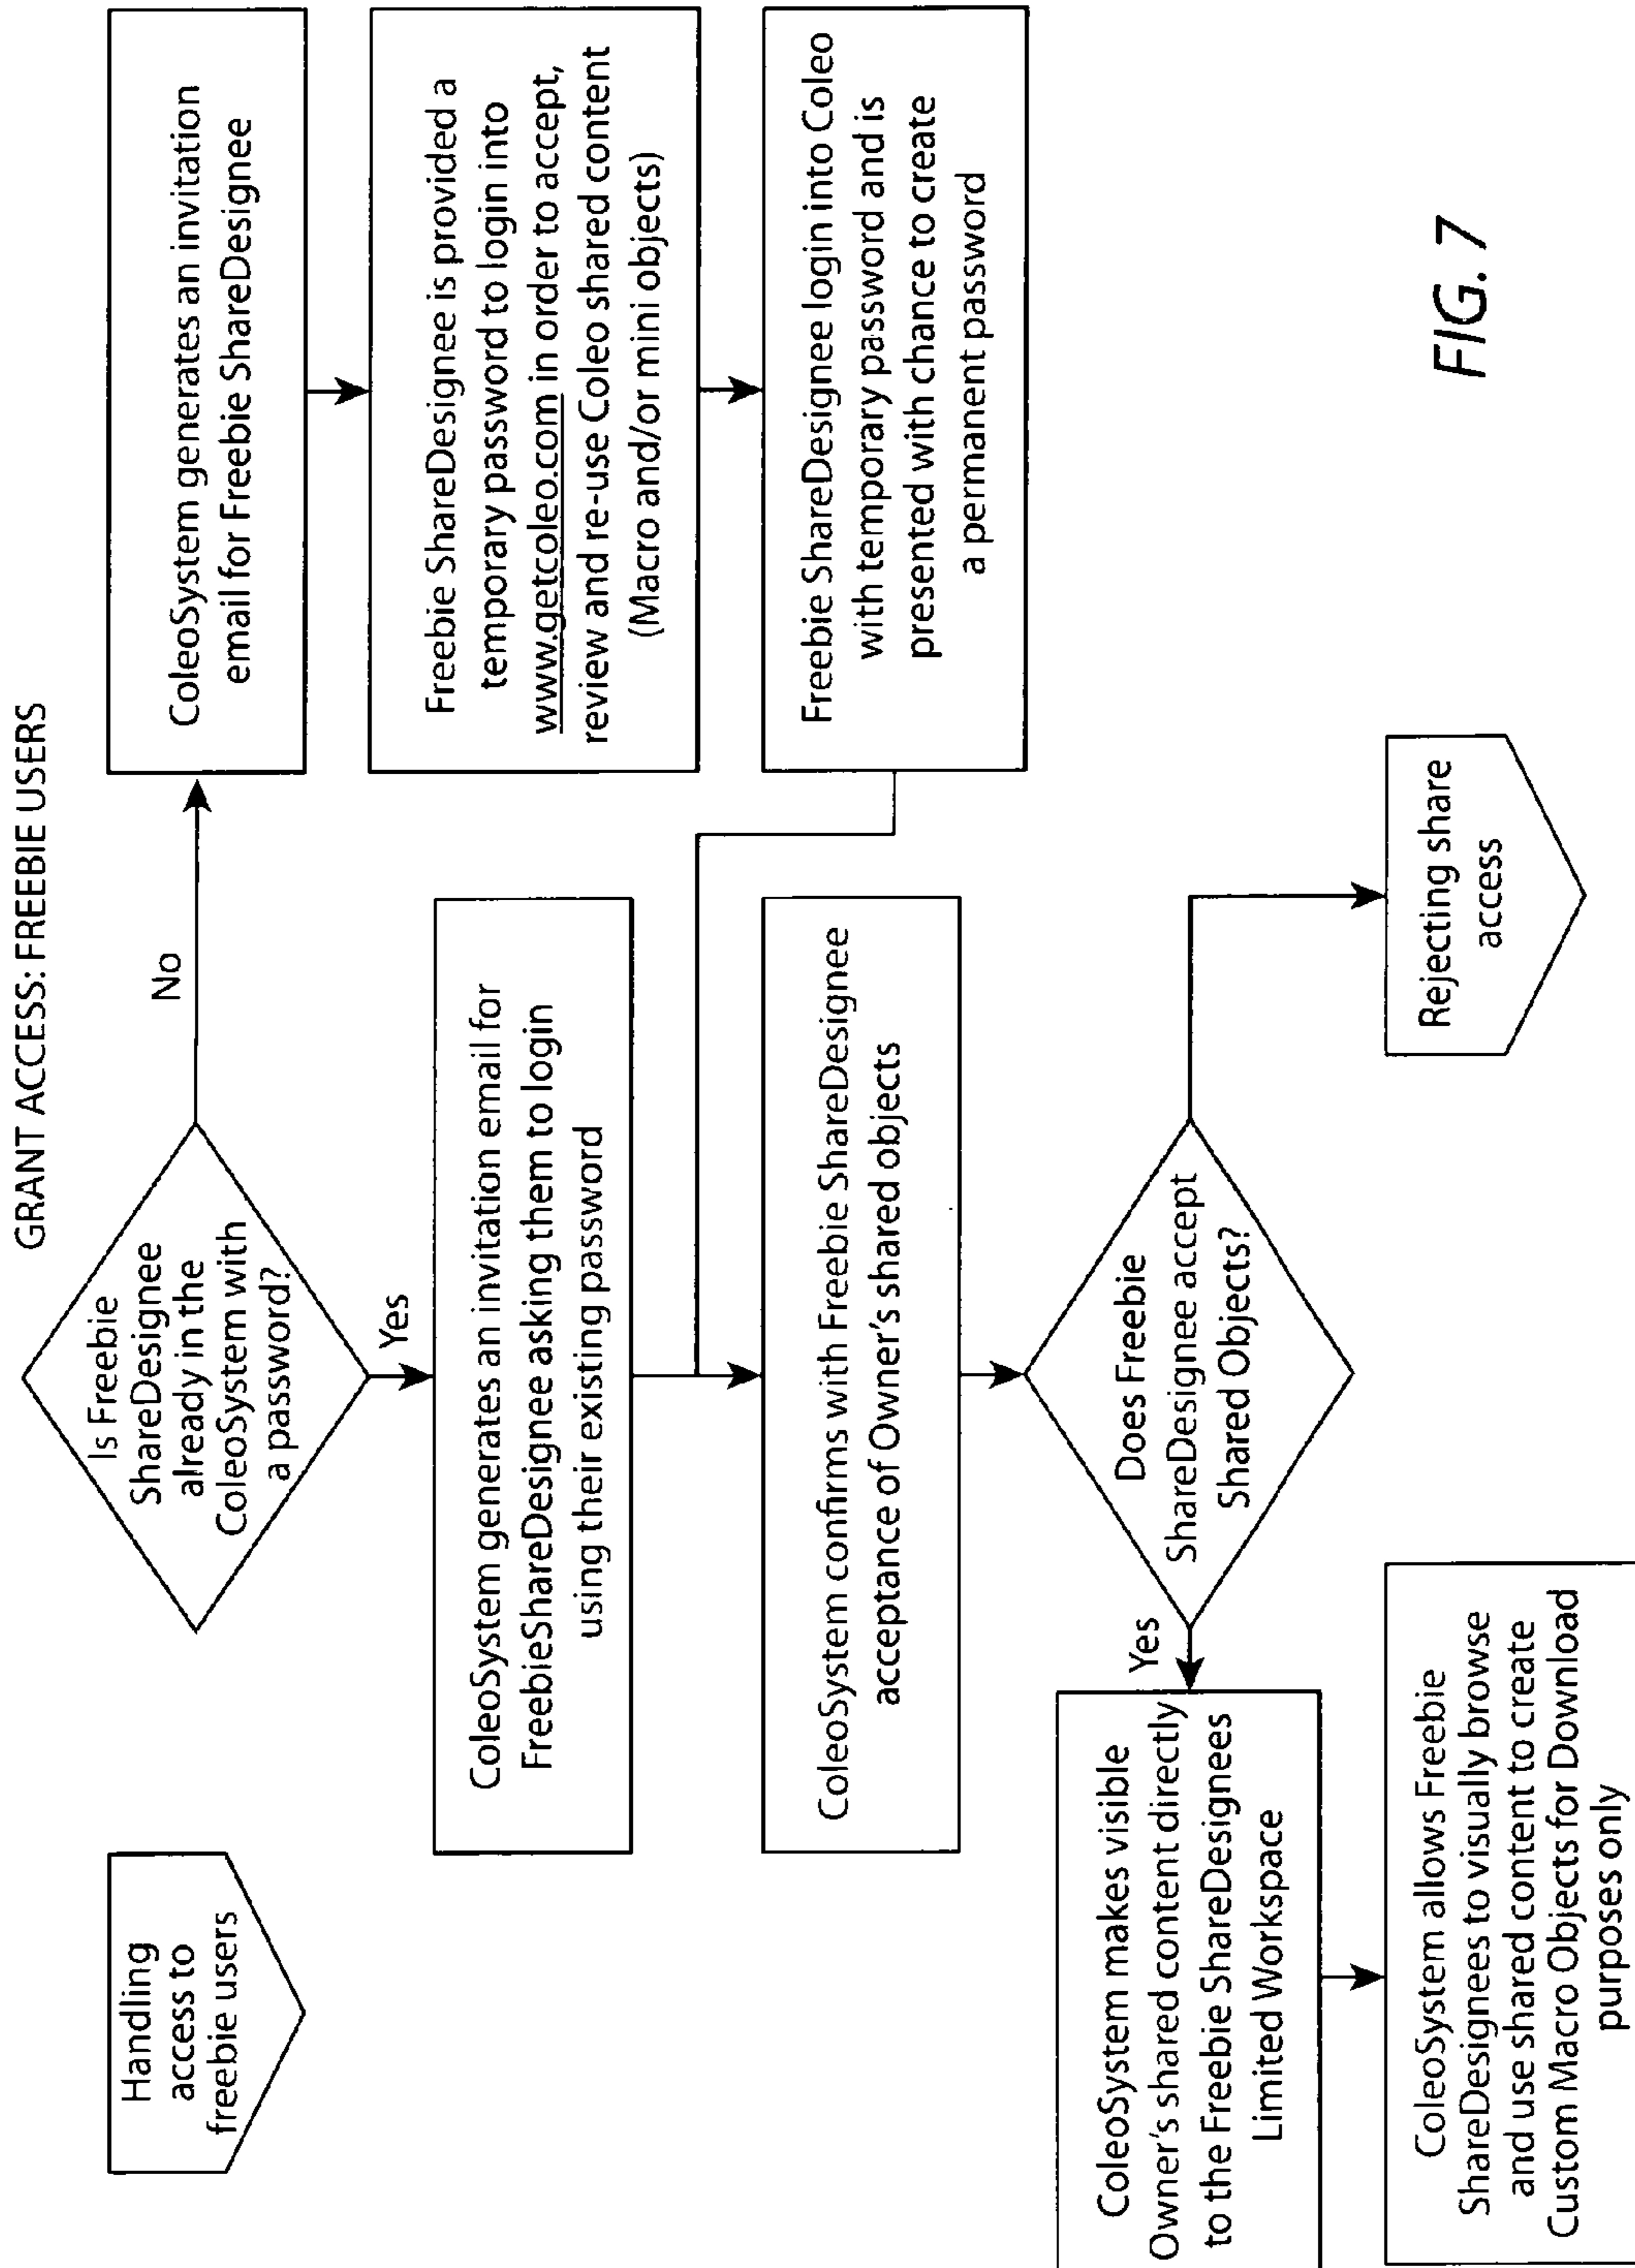 GRANT ACCESS: FREEBIE USERS
Handling
access to
freebie users
Is Freebie
ShareDesignee
already in the
ColeoSystem with
a password?
No
Yes
ColeoSystem generates an invitation
email for Freebie ShareDesignee
Freebie ShareDesignee is provided a
temporary password to login into
www.getcoleo.com in order to accept,
review and re-use Coleo shared content
(Macro and/or mini objects)
Freebie ShareDesignee login into Coleo
with temporary password and is
presented with chance to create
a permanent password
ColeoSystem generates an invitation email for
FreebieShareDesignee asking them to login
using their existing password
ColeoSystem confirms with Freebie ShareDesignee
acceptance of Owner's shared objects
Does Freebie
ShareDesignee accept
Shared Objects?
Yes
Rejecting share
access
ColeoSystem makes visible
Owner's shared content directly
to the Freebie ShareDesignees
Limited Workspace
ColeoSystem allows Freebie
ShareDesignees to visually browse
and use shared content to create
Custom Macro Objects for Download
purposes only
FIG. 7